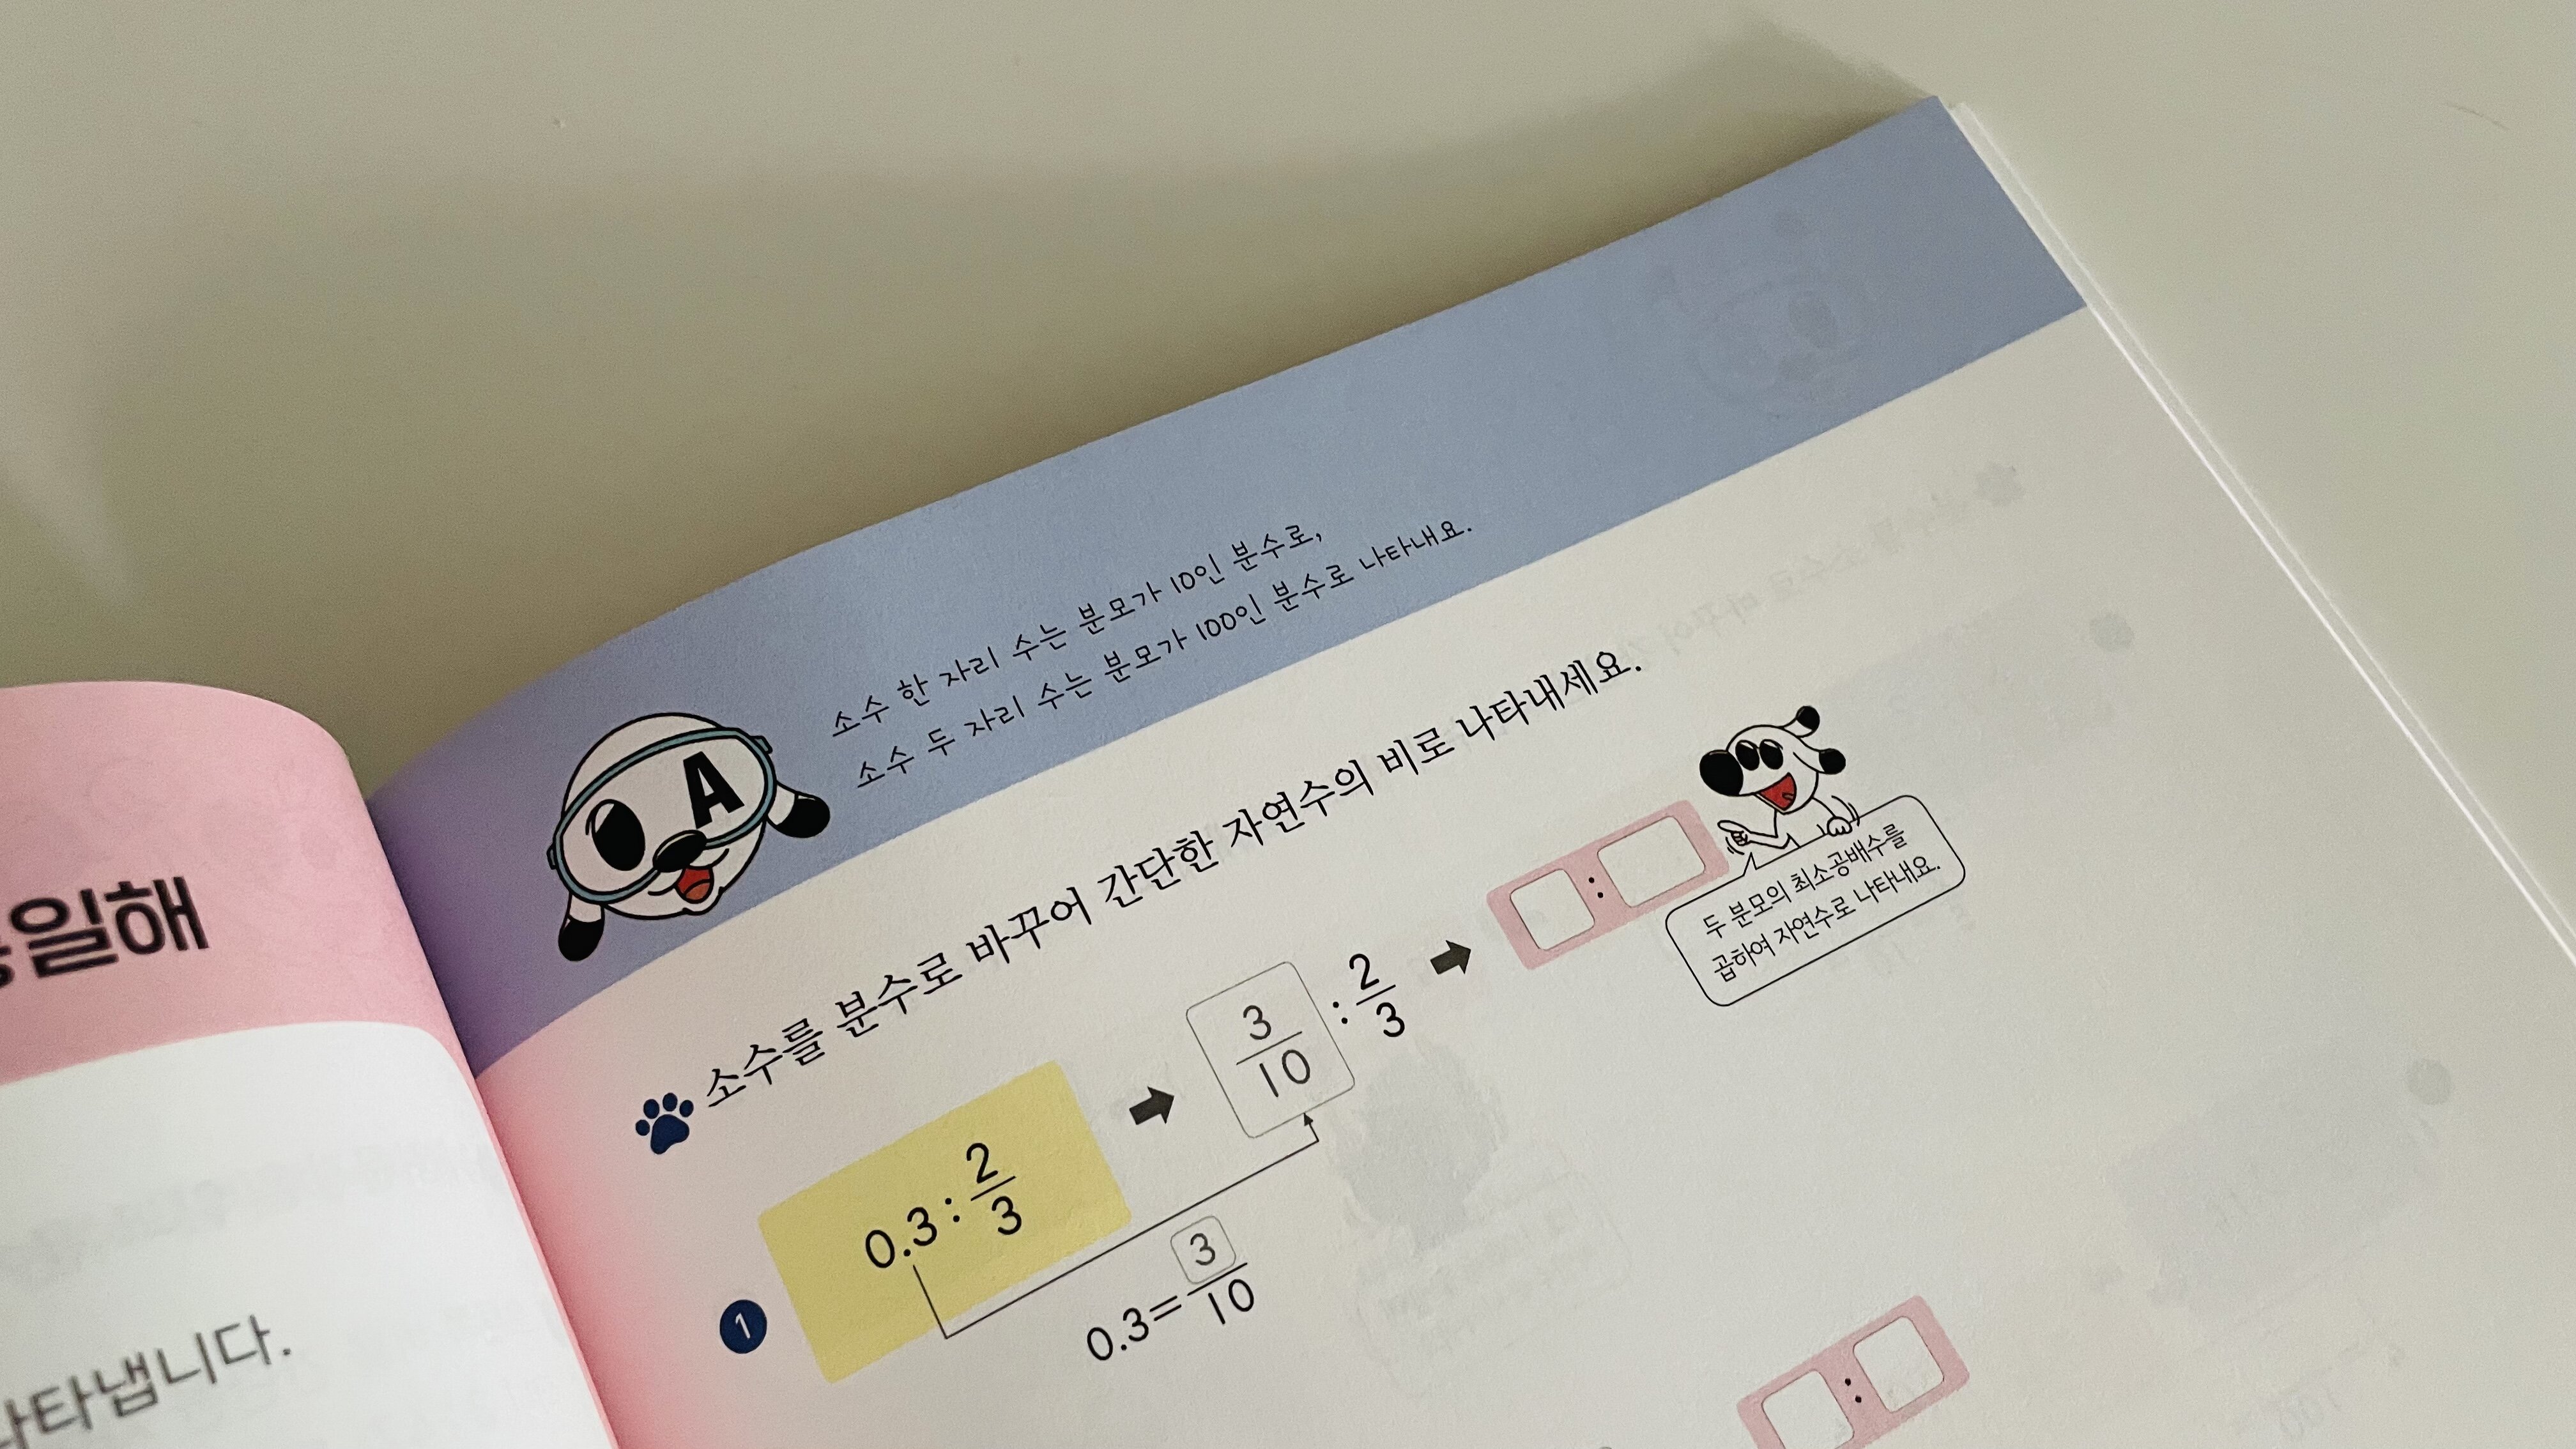 일해
나타냅니다.
A
소수 한 자리 수는 분모가 10인 분수로,
소수 두 자리 수는 분모가 100인 분수로 나타내요.
소수를 분수로 바꾸어 간단한 자연수의 비로 나타내세요.
1
0.3 : 2/3 ➡ 3/10 : 2/3 ➡ □ : □
0.3 = 3/10
두 분모의 최소공배수를
곱하여 자연수로 나타내요.
□ : □